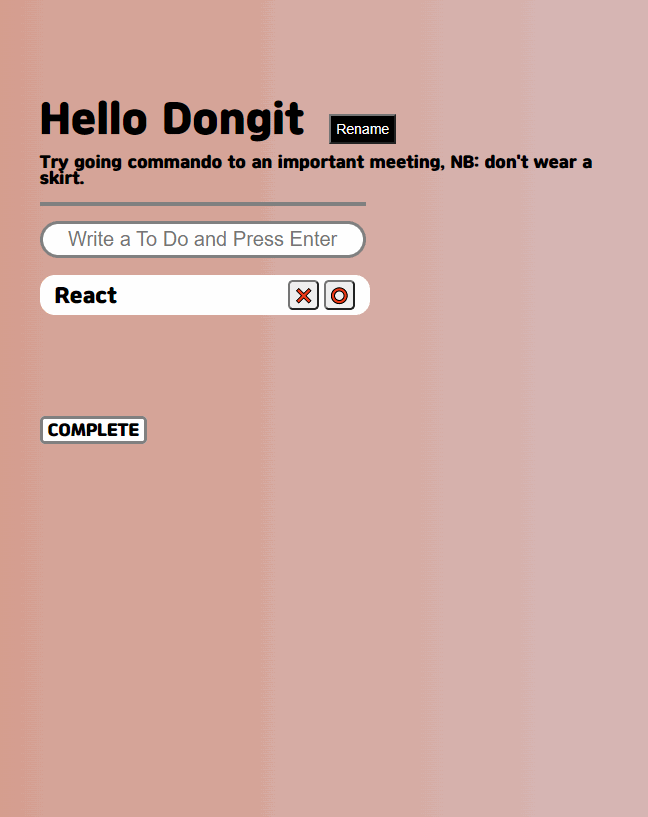 Hello Dongit
Rename
Try going commando to an important meeting, NB: don't wear a
skirt.
Write a To Do and Press Enter
React
COMPLETE